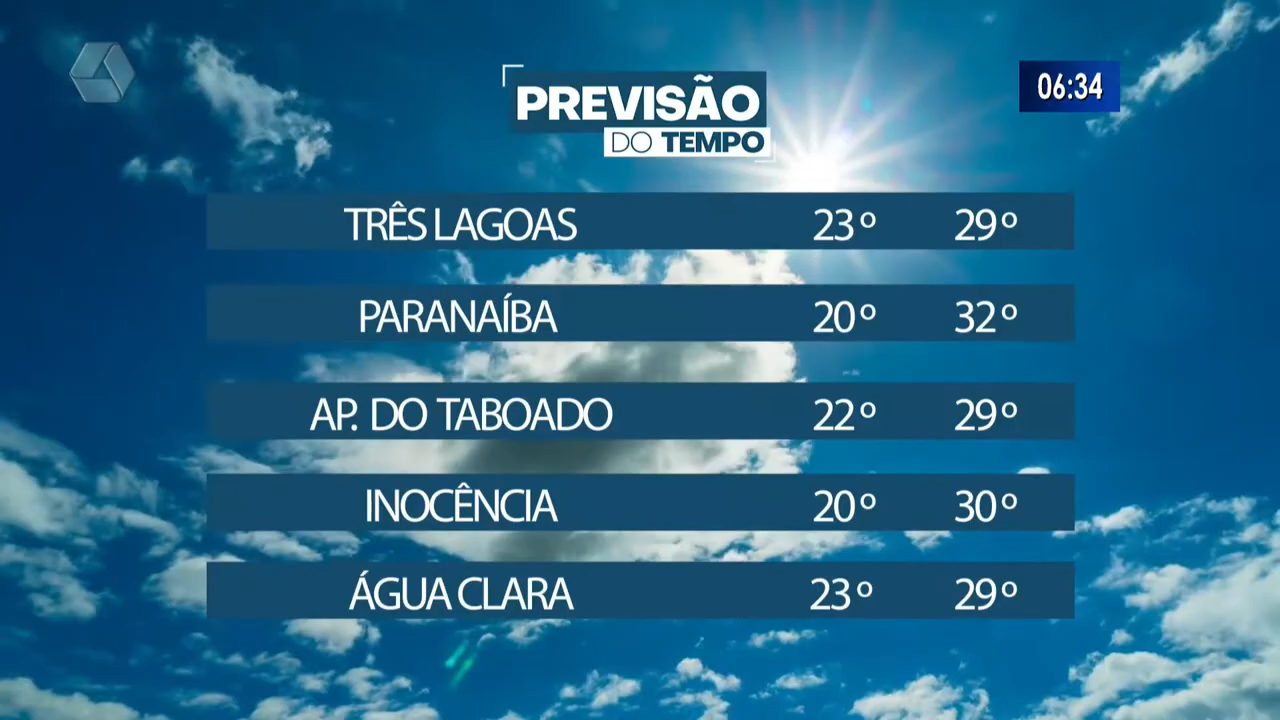 PREVISÃO
06:34
DO TEMPO
TRÊS LAGOAS 23º 29º
PARANAÍBA 20º 32º
AP. DO TABOADO 22º 29º
INOCÊNCIA 20º 30º
ÁGUA CLARA 23º 29º